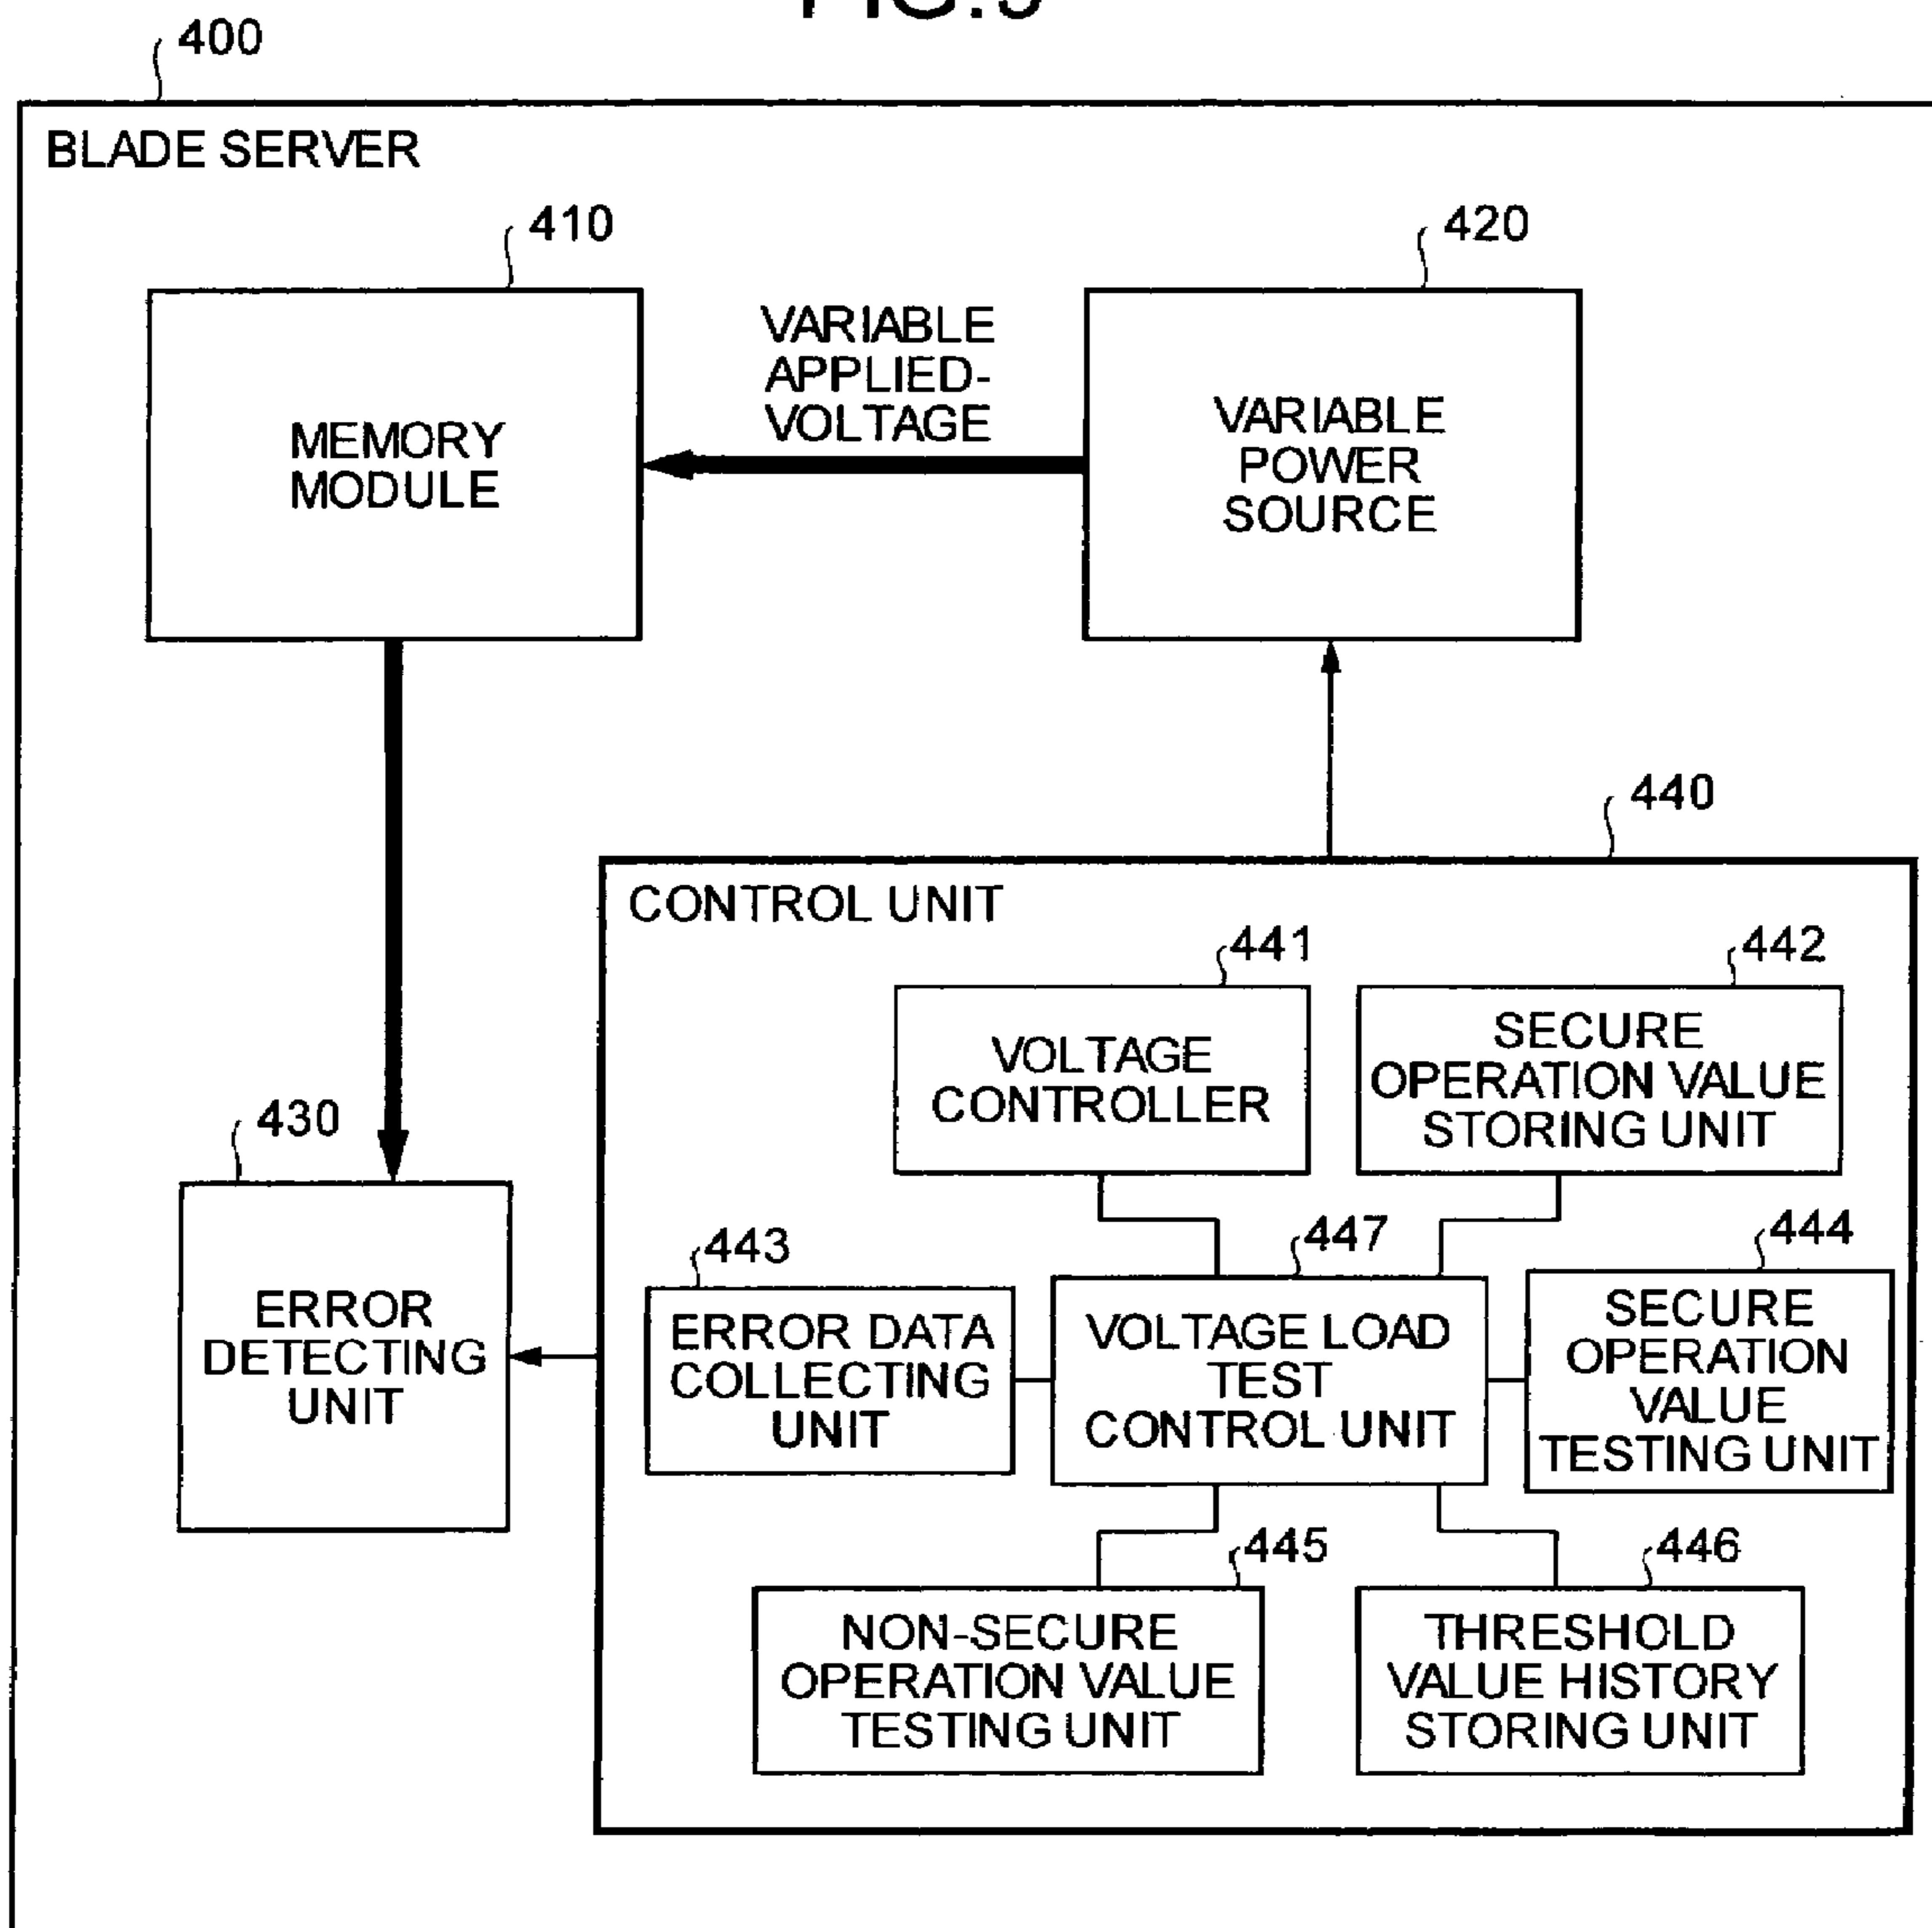 400
BLADE SERVER
410
420
MEMORY
MODULE
VARIABLE
APPLIED-
VOLTAGE
VARIABLE
POWER
SOURCE
440
CONTROL UNIT
441
442
VOLTAGE
CONTROLLER
SECURE
OPERATION VALUE
STORING UNIT
430
ERROR
DETECTING
UNIT
443
447
444
ERROR DATA
COLLECTING
UNIT
VOLTAGE LOAD
TEST
CONTROL UNIT
SECURE
OPERATION
VALUE
TESTING UNIT
445
446
NON-SECURE
OPERATION VALUE
TESTING UNIT
THRESHOLD
VALUE HISTORY
STORING UNIT